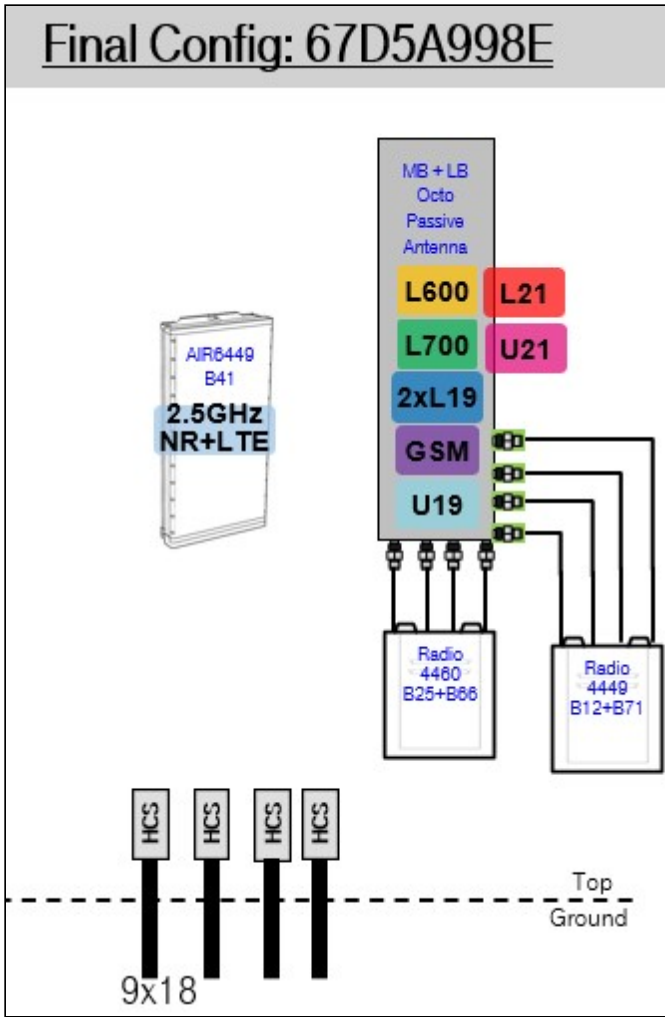 Final Config: 67D5A998E
MB + LB
Octo
Passive
Antenna
L600
L21
L700
U21
2xL19
GSM
U19
AIR6449
B41
2.5GHz
NR+LTE
Radio
4460
B25+B66
Radio
4449
B12+B71
HCS
HCS
HCS
HCS
Top
Ground
9x18